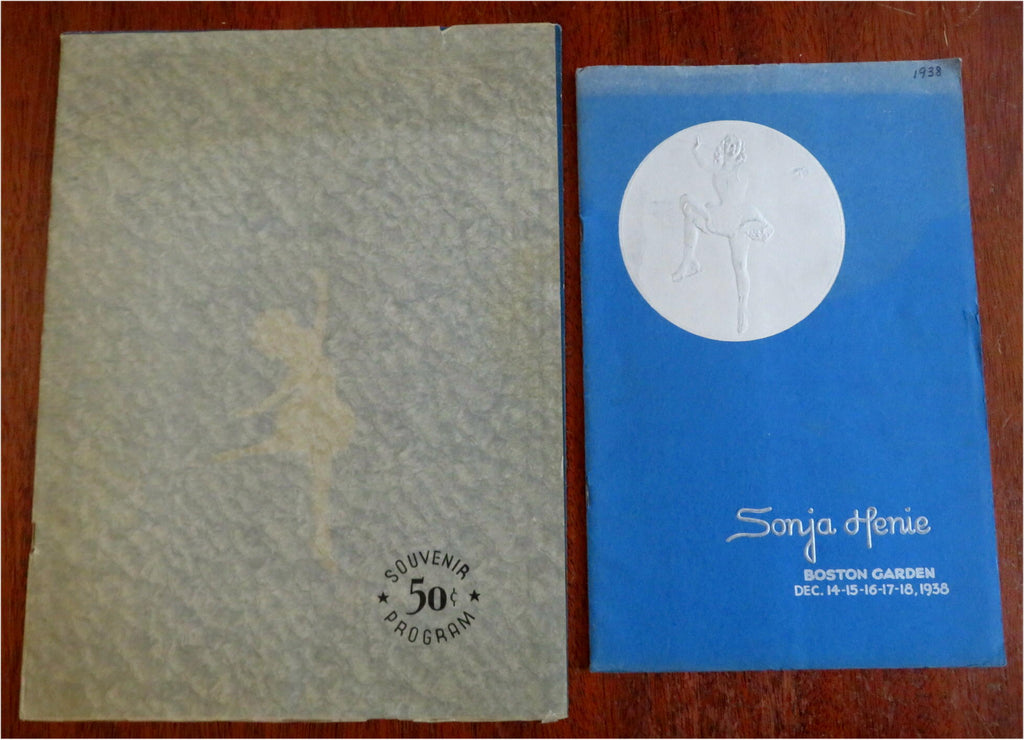 SOUVENIR
★ 50¢ ★
PROGRAM
1938
Sonja Henie
BOSTON GARDEN
DEC. 14-15-16-17-18, 1938